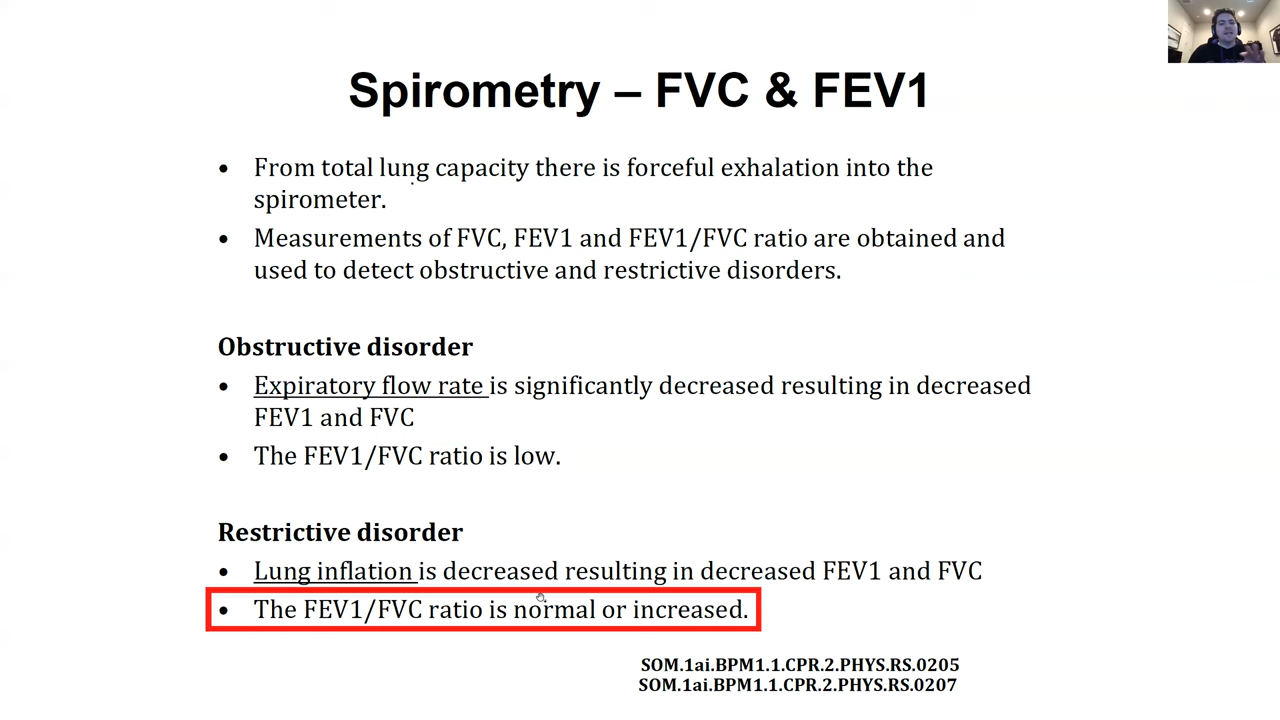 Spirometry – FVC & FEV1
• From total lung capacity there is forceful exhalation into the
spirometer.
• Measurements of FVC, FEV1 and FEV1/FVC ratio are obtained and
used to detect obstructive and restrictive disorders.
Obstructive disorder
• Expiratory flow rate is significantly decreased resulting in decreased
FEV1 and FVC
• The FEV1/FVC ratio is low.
Restrictive disorder
• Lung inflation is decreased resulting in decreased FEV1 and FVC
• The FEV1/FVC ratio is normal or increased.
SOM.1ai.BPM1.1.CPR.2.PHYS.RS.0205
SOM.1ai.BPM1.1.CPR.2.PHYS.RS.0207